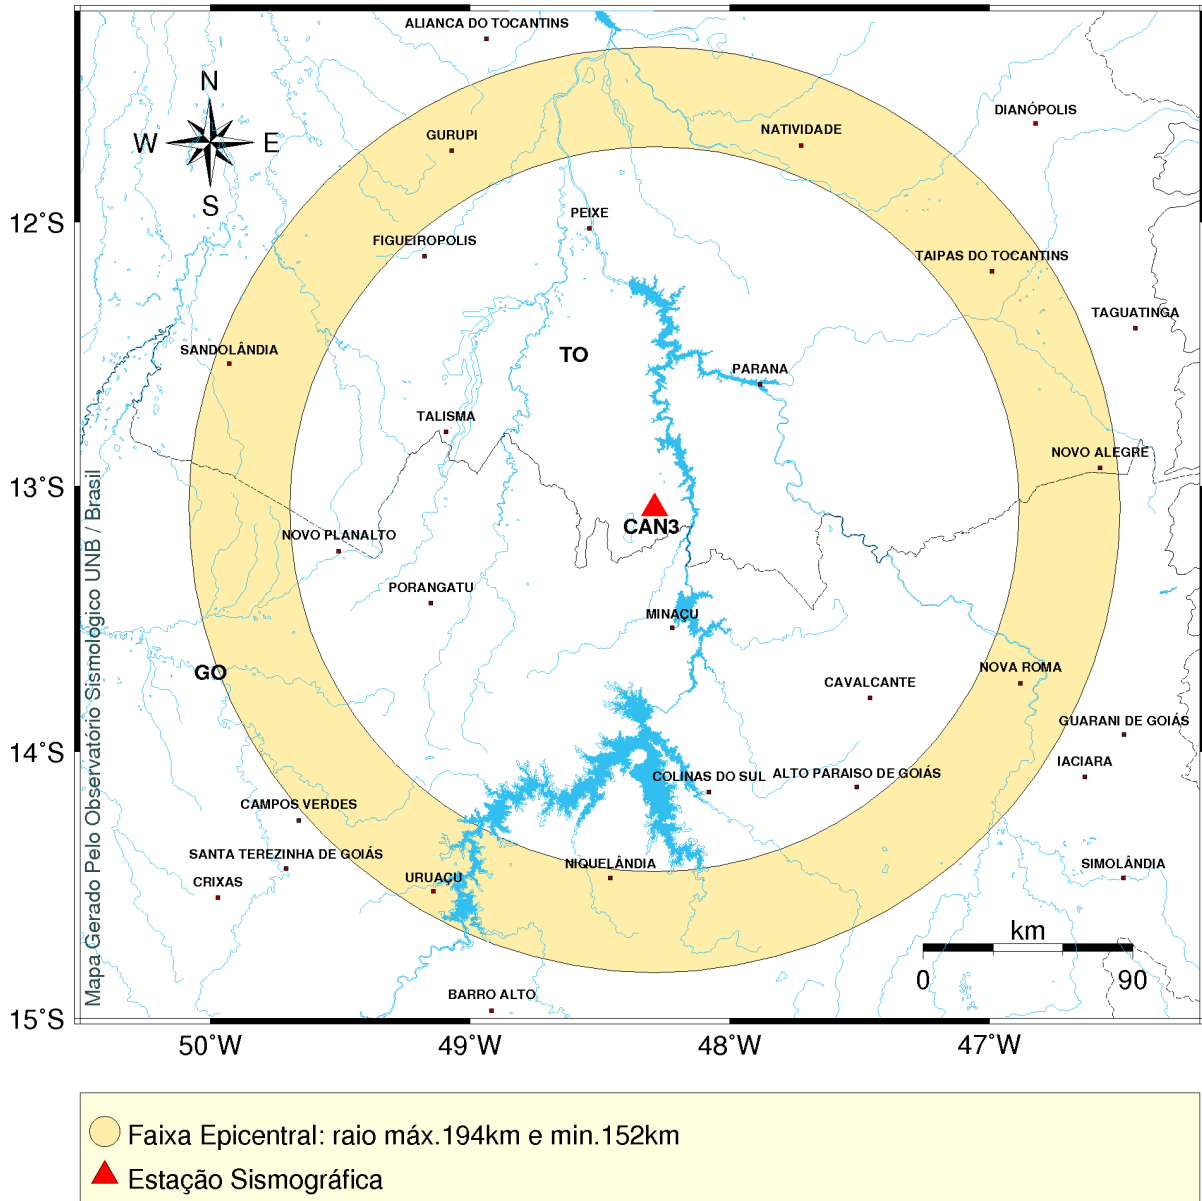 ALIANCA DO TOCANTINS
N
W
E
S
GURUPI
NATIVIDADE
DIANÓPOLIS
12°S
PEIXE
FIGUEIROPOLIS
TAIPAS DO TOCANTINS
TAGUATINGA
SANDOLÂNDIA
TO
PARANA
TALISMA
NOVO ALEGRE
13°S
CAN3
NOVO PLANALTO
PORANGATU
MINAÇU
GO
CAVALCANTE
NOVA ROMA
GUARANI DE GOIÁS
14°S
IACIARA
COLINAS DO SUL
ALTO PARAISO DE GOIÁS
CAMPOS VERDES
SANTA TEREZINHA DE GOIÁS
CRIXAS
URUAÇU
NIQUELÂNDIA
SIMOLÂNDIA
km
0
90
BARRO ALTO
15°S
50°W
49°W
48°W
47°W
Mapa Gerado Pelo Observatório Sismologico UNB / Brasil
Faixa Epicentral: raio máx.194km e min.152km
Estação Sismográfica